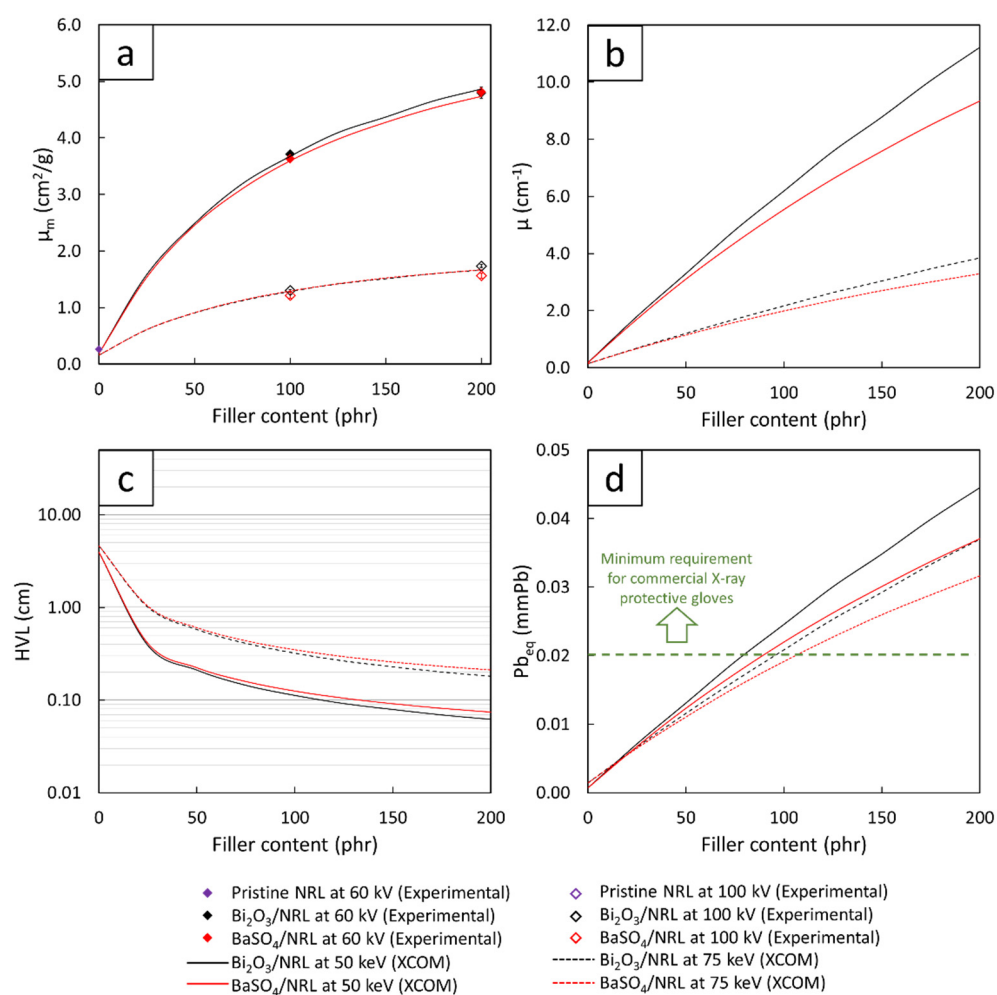 a
6.0
5.0
4.0
3.0
2.0
1.0
0.0
μm (cm²/g)
0 50 100 150 200
Filler content (phr)
b
12.0
10.0
8.0
6.0
4.0
2.0
0.0
μ (cm⁻¹)
0 50 100 150 200
Filler content (phr)
c
10.00
1.00
0.10
0.01
HVL (cm)
0 50 100 150 200
Filler content (phr)
d
0.05
0.04
0.03
0.02
0.01
0.00
Pbeq (mmPb)
Minimum requirement
for commercial X-ray
protective gloves
0 50 100 150 200
Filler content (phr)
Pristine NRL at 60 kV (Experimental)
Bi₂O₃/NRL at 60 kV (Experimental)
BaSO₄/NRL at 60 kV (Experimental)
Bi₂O₃/NRL at 50 keV (XCOM)
BaSO₄/NRL at 50 keV (XCOM)
Pristine NRL at 100 kV (Experimental)
Bi₂O₃/NRL at 100 kV (Experimental)
BaSO₄/NRL at 100 kV (Experimental)
Bi₂O₃/NRL at 75 keV (XCOM)
BaSO₄/NRL at 75 keV (XCOM)